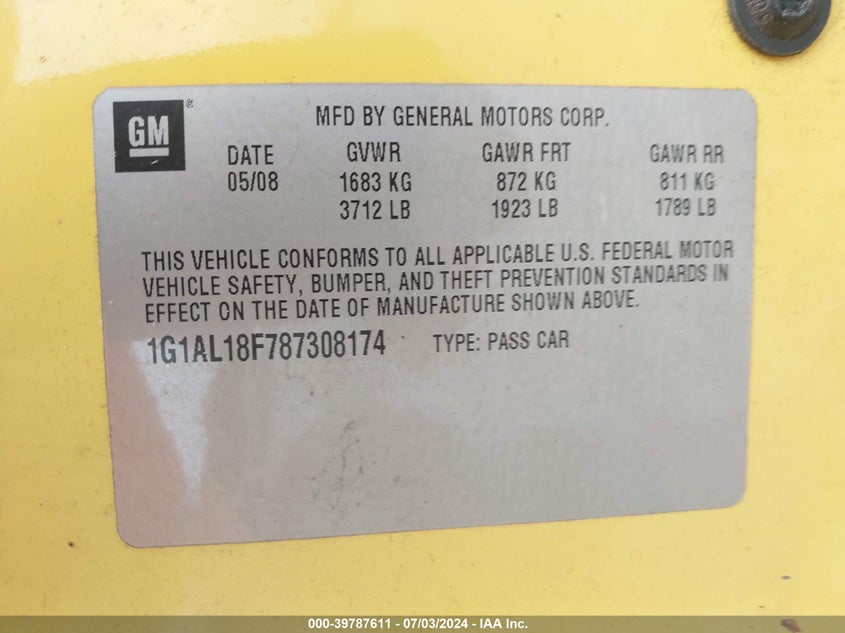 GM ®
MFD BY GENERAL MOTORS CORP.
DATE GVWR GAWR FRT GAWR RR
05/08 1683 KG 872 KG 811 KG
3712 LB 1923 LB 1789 LB
THIS VEHICLE CONFORMS TO ALL APPLICABLE U.S. FEDERAL MOTOR
VEHICLE SAFETY, BUMPER, AND THEFT PREVENTION STANDARDS IN
EFFECT ON THE DATE OF MANUFACTURE SHOWN ABOVE.
1G1AL18F787308174 TYPE: PASS CAR
000-39787611 - 07/03/2024 - IAA Inc.